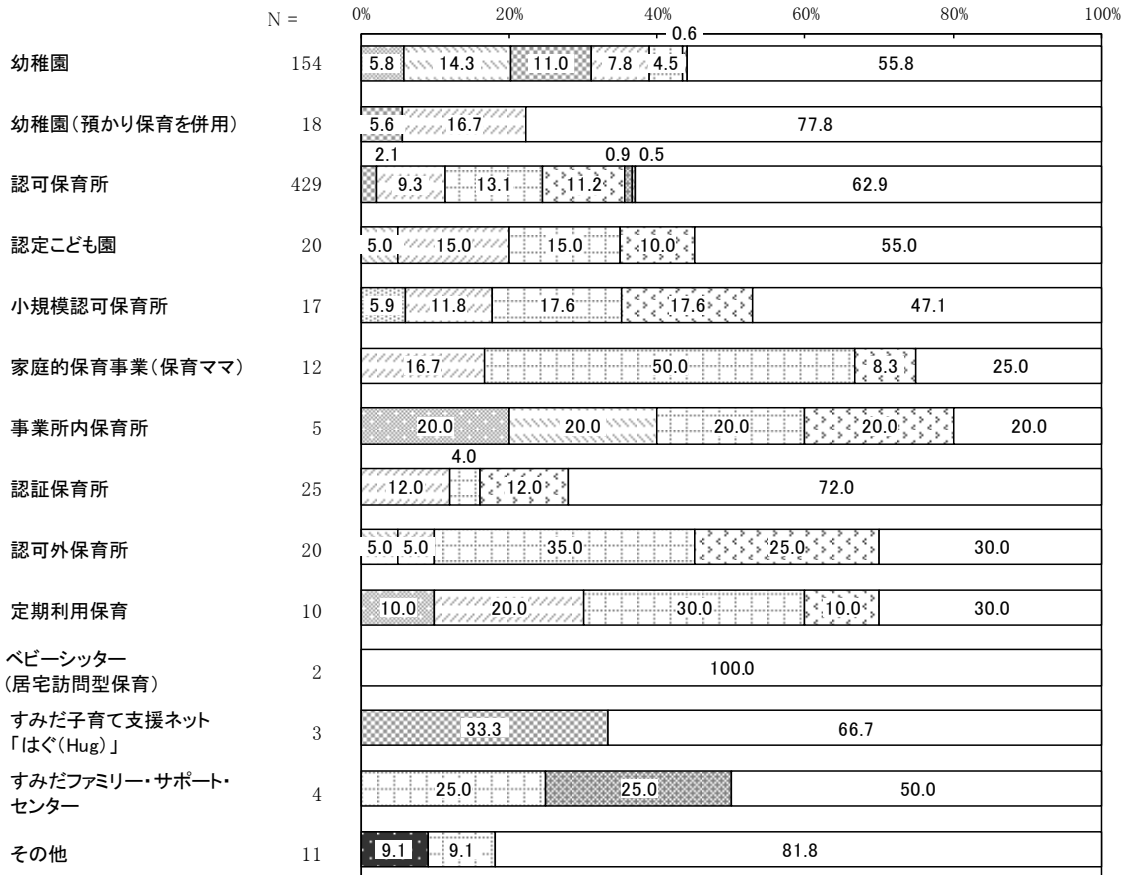 N = 0% 20% 40% 60% 80% 100%
0.6
幼稚園 154 5.8 14.3 11.0 7.8 4.5 55.8
幼稚園(預かり保育を併用) 18 5.6 16.7 77.8
2.1 0.9 0.5
認可保育所 429 9.3 13.1 11.2 62.9
認定こども園 20 5.0 15.0 15.0 10.0 55.0
小規模認可保育所 17 5.9 11.8 17.6 17.6 47.1
家庭的保育事業(保育ママ) 12 16.7 50.0 8.3 25.0
事業所内保育所 5 20.0 20.0 20.0 20.0 20.0
4.0
認証保育所 25 12.0 12.0 72.0
認可外保育所 20 5.0 5.0 35.0 25.0 30.0
定期利用保育 10 10.0 20.0 30.0 10.0 30.0
ベビーシッター
(居宅訪問型保育) 2 100.0
すみだ子育て支援ネット
「はぐ(Hug)」 3 33.3 66.7
すみだファミリー・サポート・
センター 4 25.0 25.0 50.0
その他 11 9.1 9.1 81.8